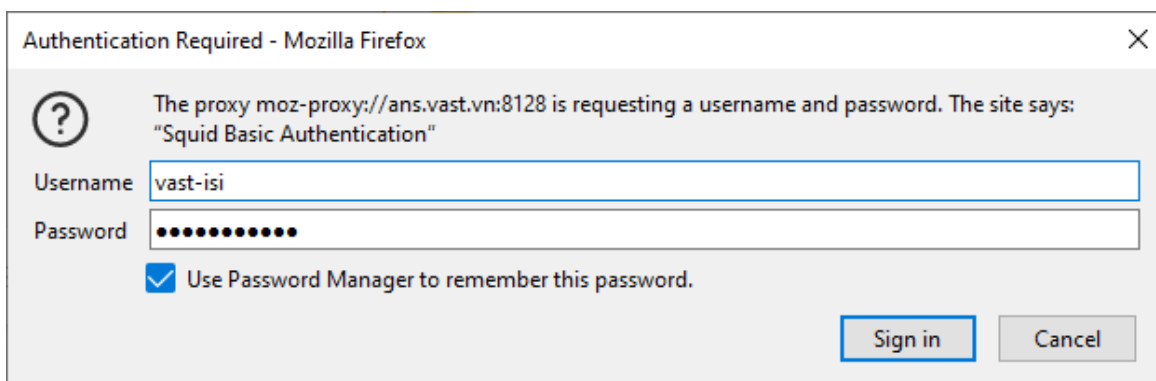 Authentication Required - Mozilla Firefox
The proxy moz-proxy://ans.vast.vn:8128 is requesting a username and password. The site says:
“Squid Basic Authentication“
Username vast-isi
Password ●●●●●●●●●●●
Use Password Manager to remember this password.
Sign in Cancel